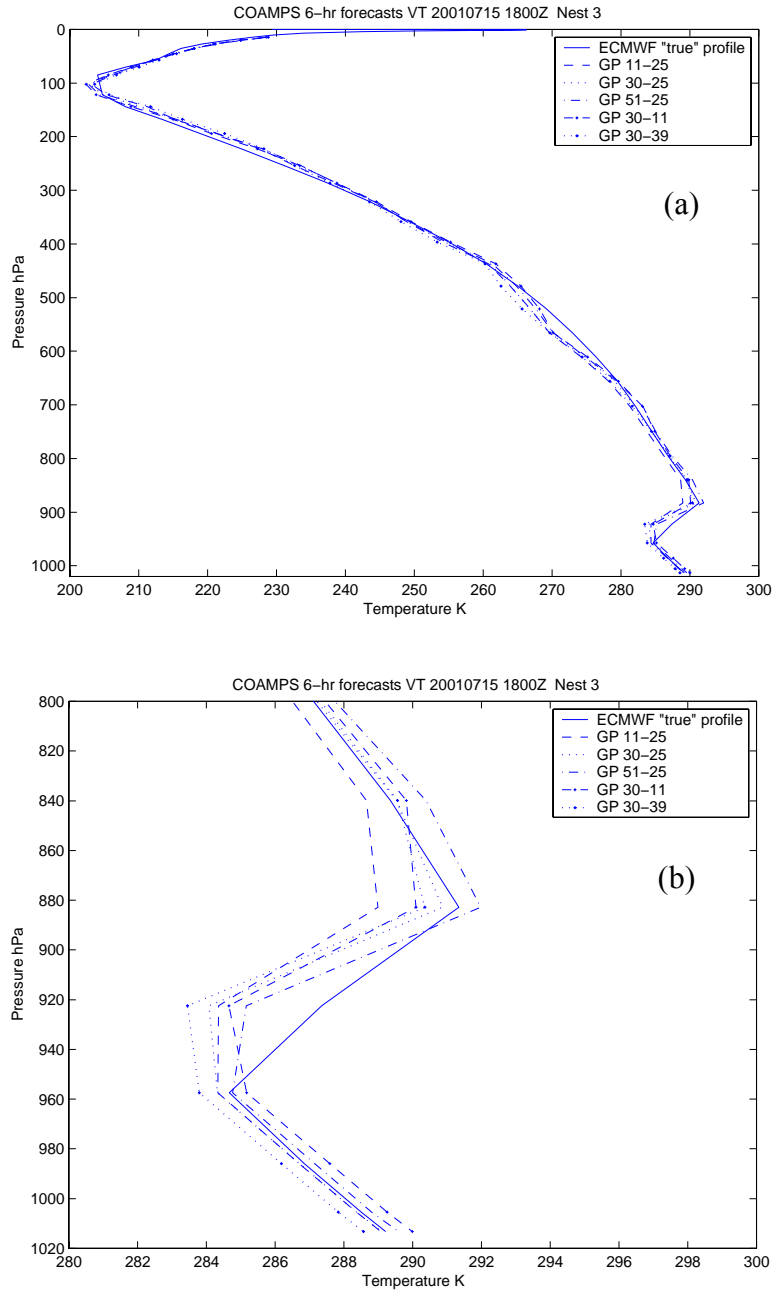 COAMPS 6−hr forecasts VT 20010715 1800Z Nest 3
0
100
200
300
400
500
600
700
800
900
1000
Pressure hPa
ECMWF "true" profile
GP 11−25
GP 30−25
GP 51−25
GP 30−11
GP 30−39
(a)
200 210 220 230 240 250 260 270 280 290 300
Temperature K
COAMPS 6−hr forecasts VT 20010715 1800Z Nest 3
800
820
840
860
880
900
920
940
960
980
1000
1020
Pressure hPa
ECMWF "true" profile
GP 11−25
GP 30−25
GP 51−25
GP 30−11
GP 30−39
(b)
280 282 284 286 288 290 292 294 296 298 300
Temperature K